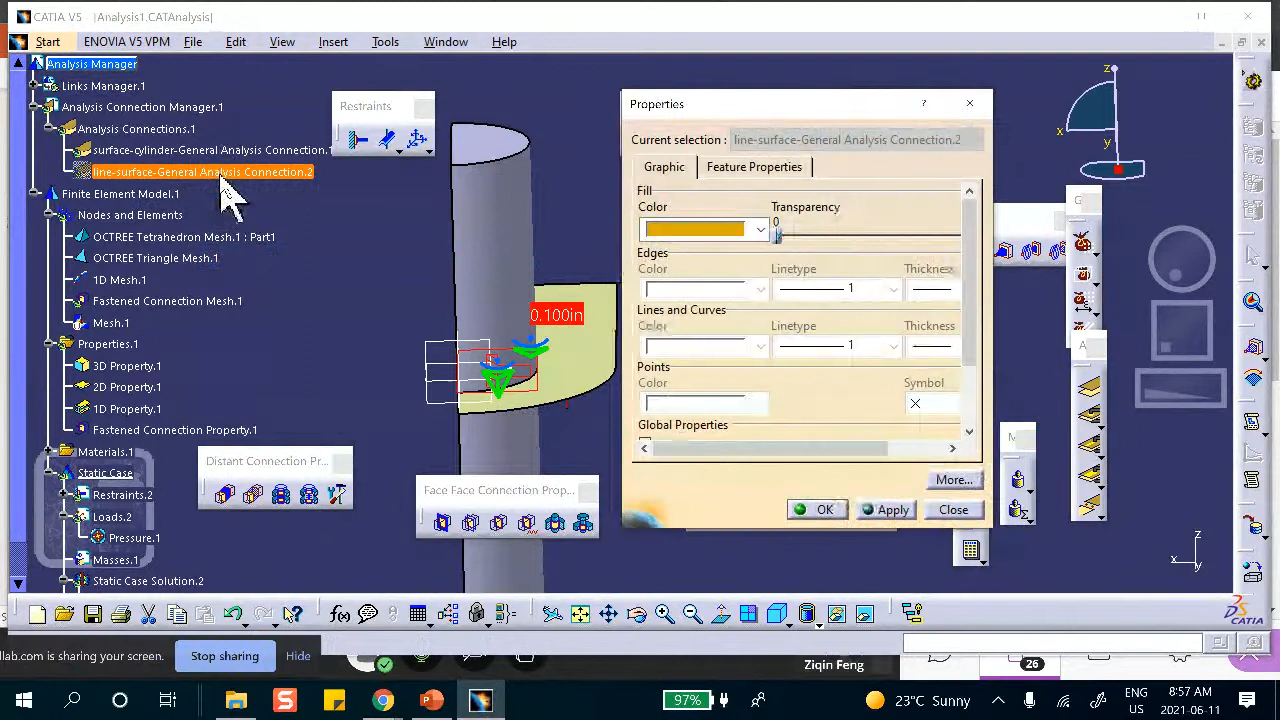 CATIA V5 [Analysis1.CATAnalysis]
Start ENOVIA V5 VPM File Edit View Insert Tools Window Help
Analysis Manager
Links Manager.1
Analysis Connection Manager.1
Analysis Connections.1
surface-cylinder-General Analysis Connection.1
line-surface-General Analysis Connection.2
Finite Element Model.1
Nodes and Elements
OCTREE Tetrahedron Mesh.1 : Part1
OCTREE Triangle Mesh.1
1D Mesh.1
Fastened Connection Mesh.1
Mesh.1
Properties.1
3D Property.1
2D Property.1
1D Property.1
Fastened Connection Property.1
Materials.1
Static Case
Restraints.2
Loads.2
Pressure.1
Masses.1
Static Case Solution.2
Restraints
0.100in
Distant Connection Pr...
Face Face Connection Prop...
Properties
? ×
Current selection : line-surface-General Analysis Connection.2
Graphic Feature Properties
Fill
Color Transparency
0
Edges
Color Linetype Thickness
1
Lines and Curves
Color Linetype Thickness
1
Points
Color Symbol
Global Properties
More...
OK Apply Close
z
x
y
G
A
M
z
x y
CATIA
llab.com is sharing your screen. Stop sharing Hide
Ziqin Feng
26
97%
23°C Sunny
ENG
US
8:57 AM
2021-06-11